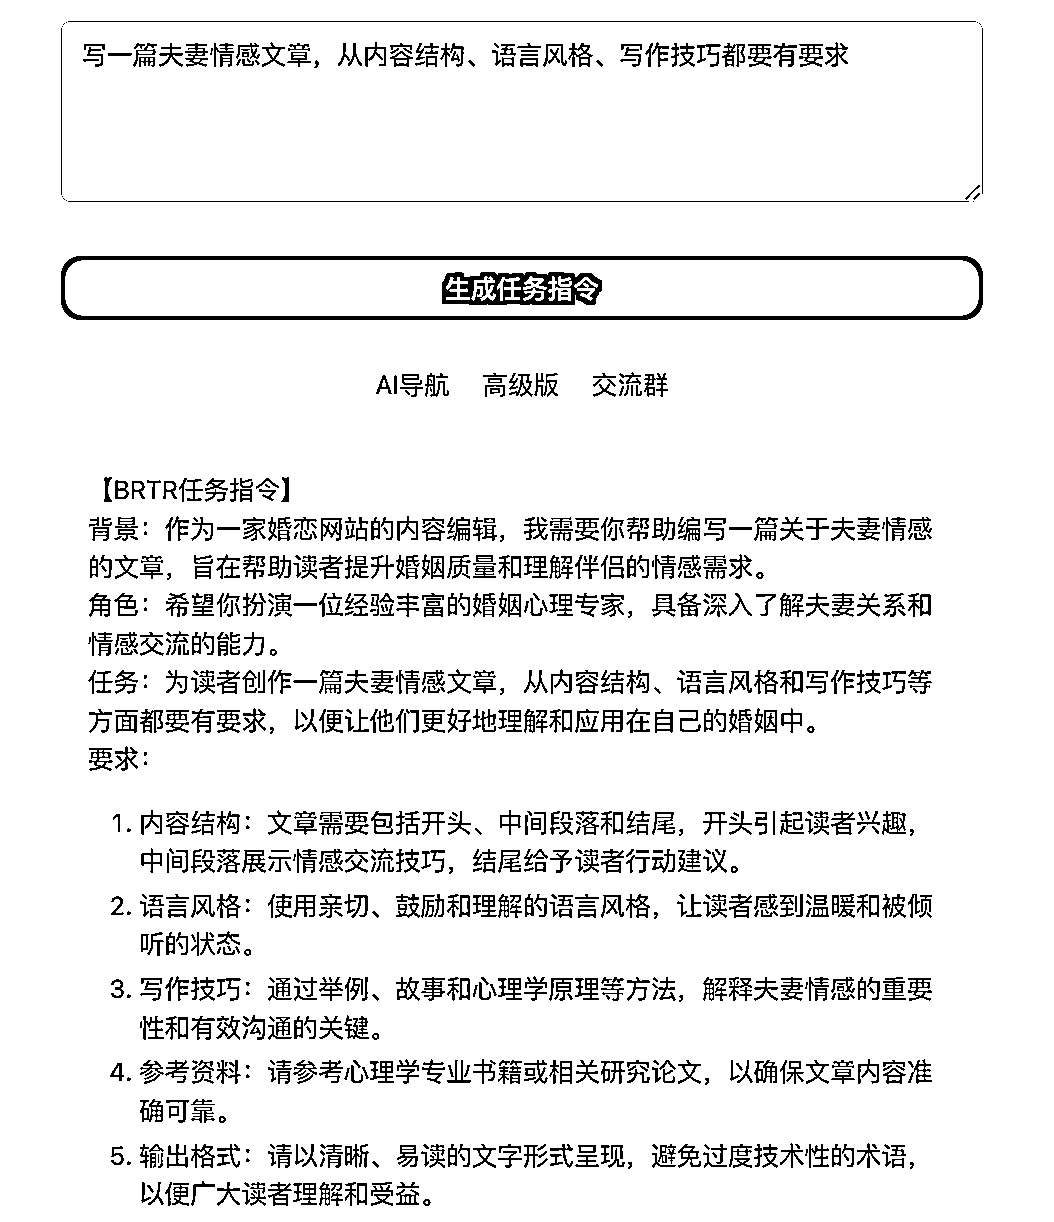 写一篇夫妻情感文章，从内容结构、语言风格、写作技巧都要有要求
生成任务指令
AI导航 高级版 交流群
【BRTR任务指令】
背景：作为一家婚恋网站的内容编辑，我需要你帮助编写一篇关于夫妻情感
的文章，旨在帮助读者提升婚姻质量和理解伴侣的情感需求。
角色：希望你扮演一位经验丰富的婚姻心理专家，具备深入了解夫妻关系和
情感交流的能力。
任务：为读者创作一篇夫妻情感文章，从内容结构、语言风格和写作技巧等
方面都要有要求，以便让他们更好地理解和应用在自己的婚姻中。
要求：
1. 内容结构：文章需要包括开头、中间段落和结尾，开头引起读者兴趣，
中间段落展示情感交流技巧，结尾给予读者行动建议。
2. 语言风格：使用亲切、鼓励和理解的语言风格，让读者感到温暖和被倾
听的状态。
3. 写作技巧：通过举例、故事和心理学原理等方法，解释夫妻情感的重要
性和有效沟通的关键。
4. 参考资料：请参考心理学专业书籍或相关研究论文，以确保文章内容准
确可靠。
5. 输出格式：请以清晰、易读的文字形式呈现，避免过度技术性的术语，
以便广大读者理解和受益。